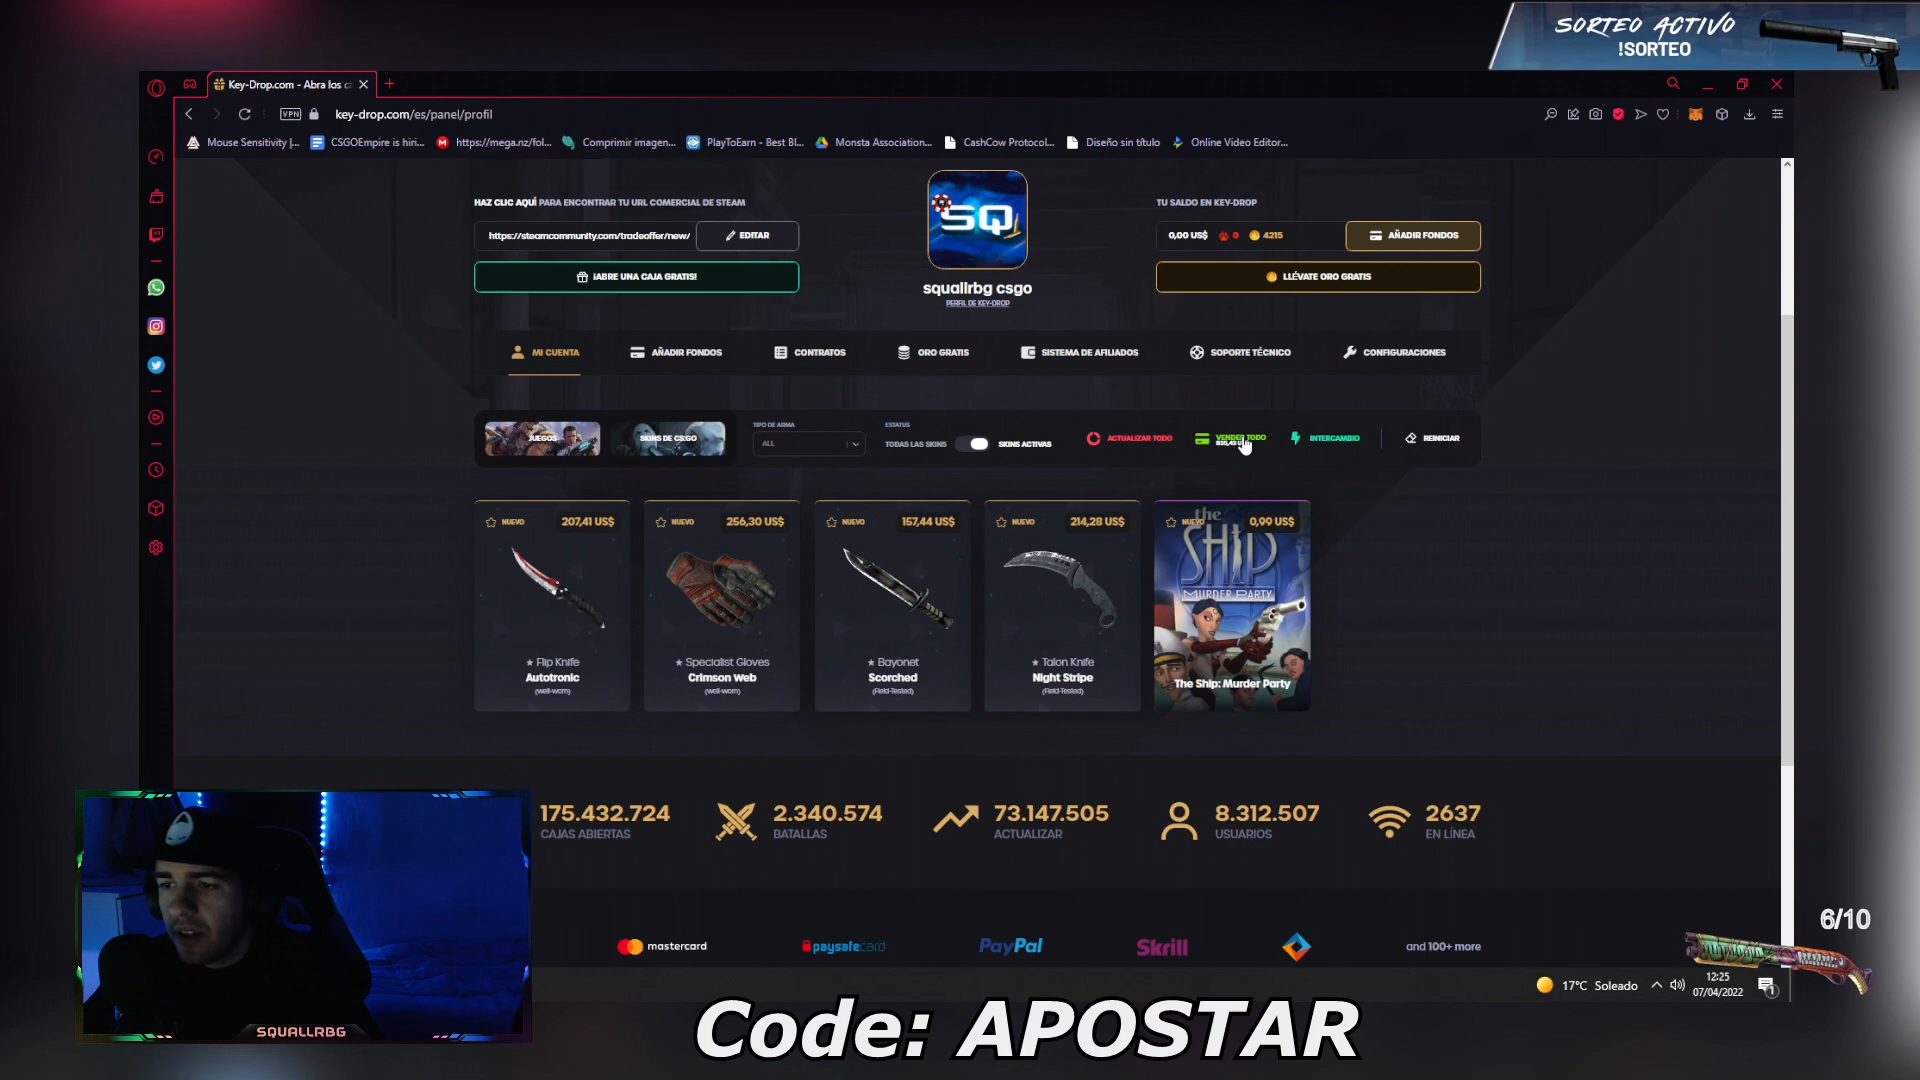 SORTEO ACTIVO
!SORTEO
Key-Drop.com - Abra los c
VPN
key-drop.com/es/panel/profil
Mouse Sensitivity |...
CSGOEmpire is hiri...
https://mega.nz/fol...
Comprimir imagen...
PlayToEarn - Best Bl...
Monsta Association...
CashCow Protocol...
Diseño sin título
Online Video Editor...
HAZ CLIC AQUÍ PARA ENCONTRAR TU URL COMERCIAL DE STEAM
https://steamcommunity.com/tradeoffer/new/
EDITAR
¡ABRE UNA CAJA GRATIS!
SQ
squallrbg csgo
PERFIL DE KEY-DROP
TU SALDO EN KEY-DROP
0,00 US$
0
4215
AÑADIR FONDOS
LLÉVATE ORO GRATIS
MI CUENTA
AÑADIR FONDOS
CONTRATOS
ORO GRATIS
SISTEMA DE AFILIADOS
SOPORTE TÉCNICO
CONFIGURACIONES
JUEGOS
SKINS DE CS:GO
TIPO DE ARMA
ALL
ESTATUS
TODAS LAS SKINS
SKINS ACTIVAS
ACTUALIZAR TODO
VENDER TODO
INTERCAMBIO
REINICIAR
NUEVO
207,41 US$
★ Flip Knife
Autotronic
(well-worn)
NUEVO
256,30 US$
★ Specialist Gloves
Crimson Web
(well-worn)
NUEVO
157,44 US$
★ Bayonet
Scorched
(Field-Tested)
NUEVO
214,28 US$
★ Talon Knife
Night Stripe
(Field-Tested)
NUEVO
0,99 US$
the
SHIP
MURDER PARTY
The Ship: Murder Party
175.432.724
CAJAS ABIERTAS
2.340.574
BATALLAS
73.147.505
ACTUALIZAR
8.312.507
USUARIOS
2637
EN LÍNEA
mastercard
paysafecard
PayPal
Skrill
and 100+ more
6/10
17°C Soleado
12:25
07/04/2022
1
SQUALLRBG
Code: APOSTAR